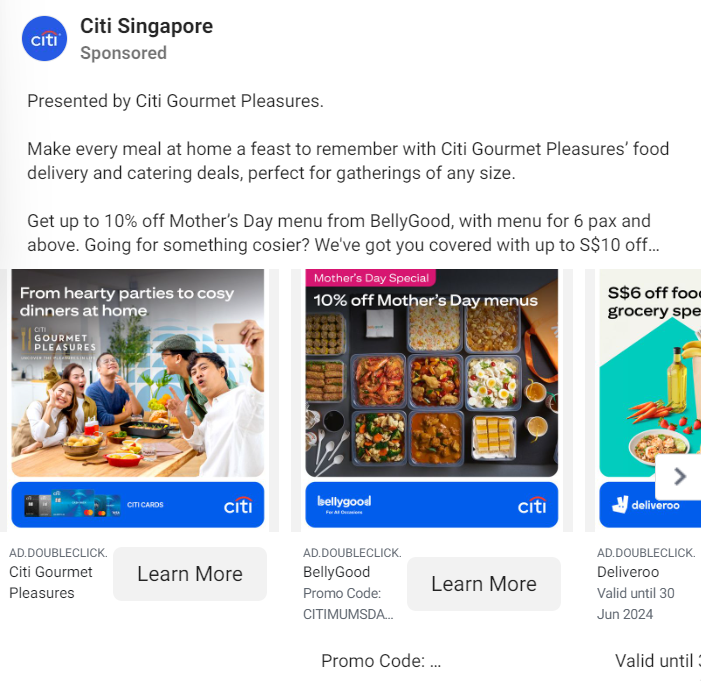 citi
Citi Singapore
Sponsored
Presented by Citi Gourmet Pleasures.
Make every meal at home a feast to remember with Citi Gourmet Pleasures’ food
delivery and catering deals, perfect for gatherings of any size.
Get up to 10% off Mother’s Day menu from BellyGood, with menu for 6 pax and
above. Going for something cosier? We've got you covered with up to S$10 off...
From hearty parties to cosy
dinners at home
CITI
GOURMET
PLEASURES
CITI CARDS
citi
AD.DOUBLECLICK.
Citi Gourmet
Pleasures
Learn More
Mother's Day Special
10% off Mother's Day menus
bellygood
For All Occasions
citi
AD.DOUBLECLICK.
BellyGood
Promo Code:
CITIMUMSDA...
Learn More
Promo Code: ...
S$6 off foo
grocery spe
deliveroo
AD.DOUBLECLICK.
Deliveroo
Valid until 30
Jun 2024
Valid until